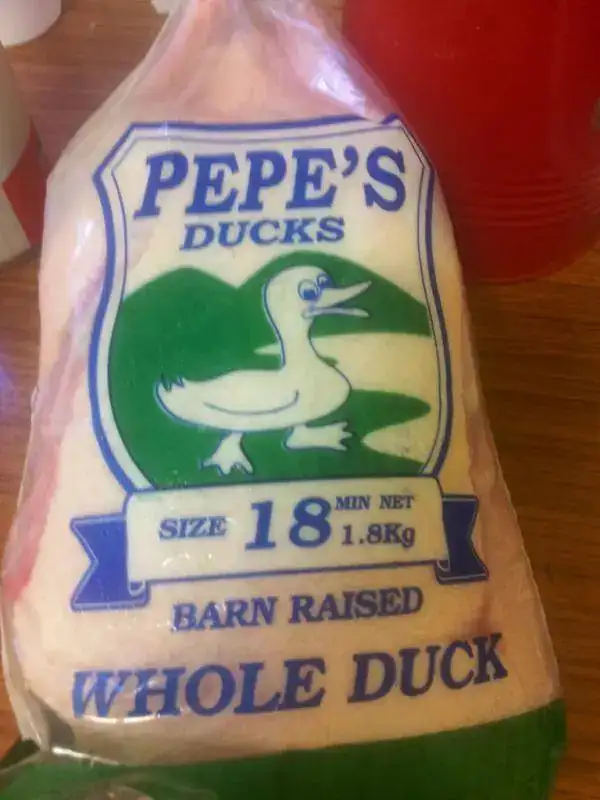 PEPE'S
DUCKS
SIZE 18 MIN NET
1.8Kg
BARN RAISED
WHOLE DUCK